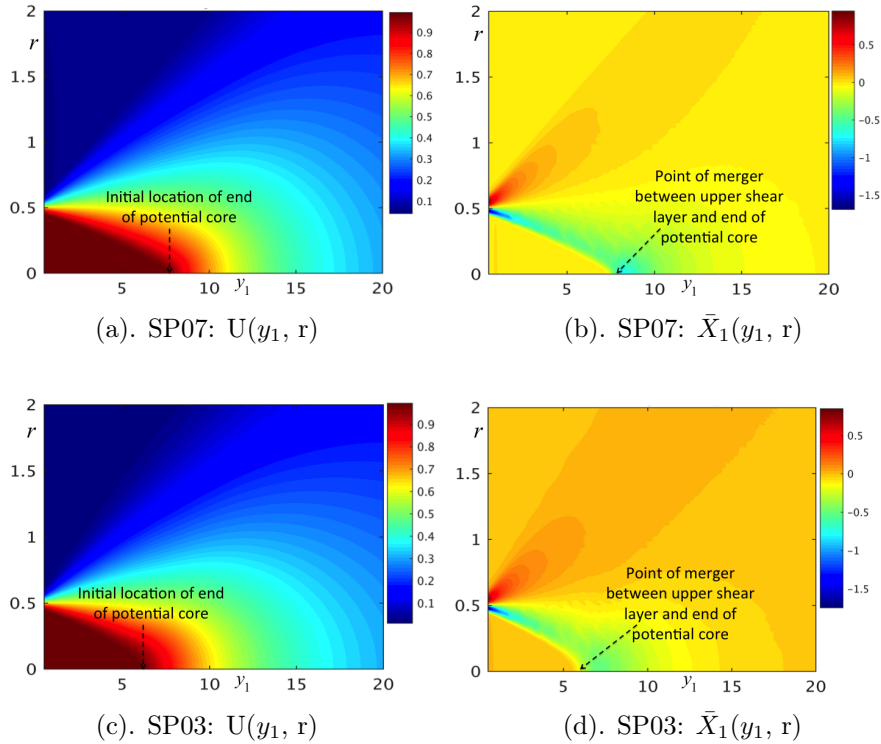 r
2
1.5
1
0.5
0
5
10
15
20
y₁
Initial location of end
of potential core
0.9
0.8
0.7
0.6
0.5
0.4
0.3
0.2
0.1
(a). SP07: U(y₁, r)
r
2
1.5
1
0.5
0
5
10
15
20
y₁
Point of merger
between upper shear
layer and end of
potential core
0.5
0
−0.5
−1
−1.5
(b). SP07: X̄₁(y₁, r)
r
2
1.5
1
0.5
0
5
10
15
20
y₁
Initial location of end
of potential core
0.9
0.8
0.7
0.6
0.5
0.4
0.3
0.2
0.1
(c). SP03: U(y₁, r)
r
2
1.5
1
0.5
0
5
10
15
20
y₁
Point of merger
between upper shear
layer and end of
potential core
0.5
0
−0.5
−1
−1.5
(d). SP03: X̄₁(y₁, r)